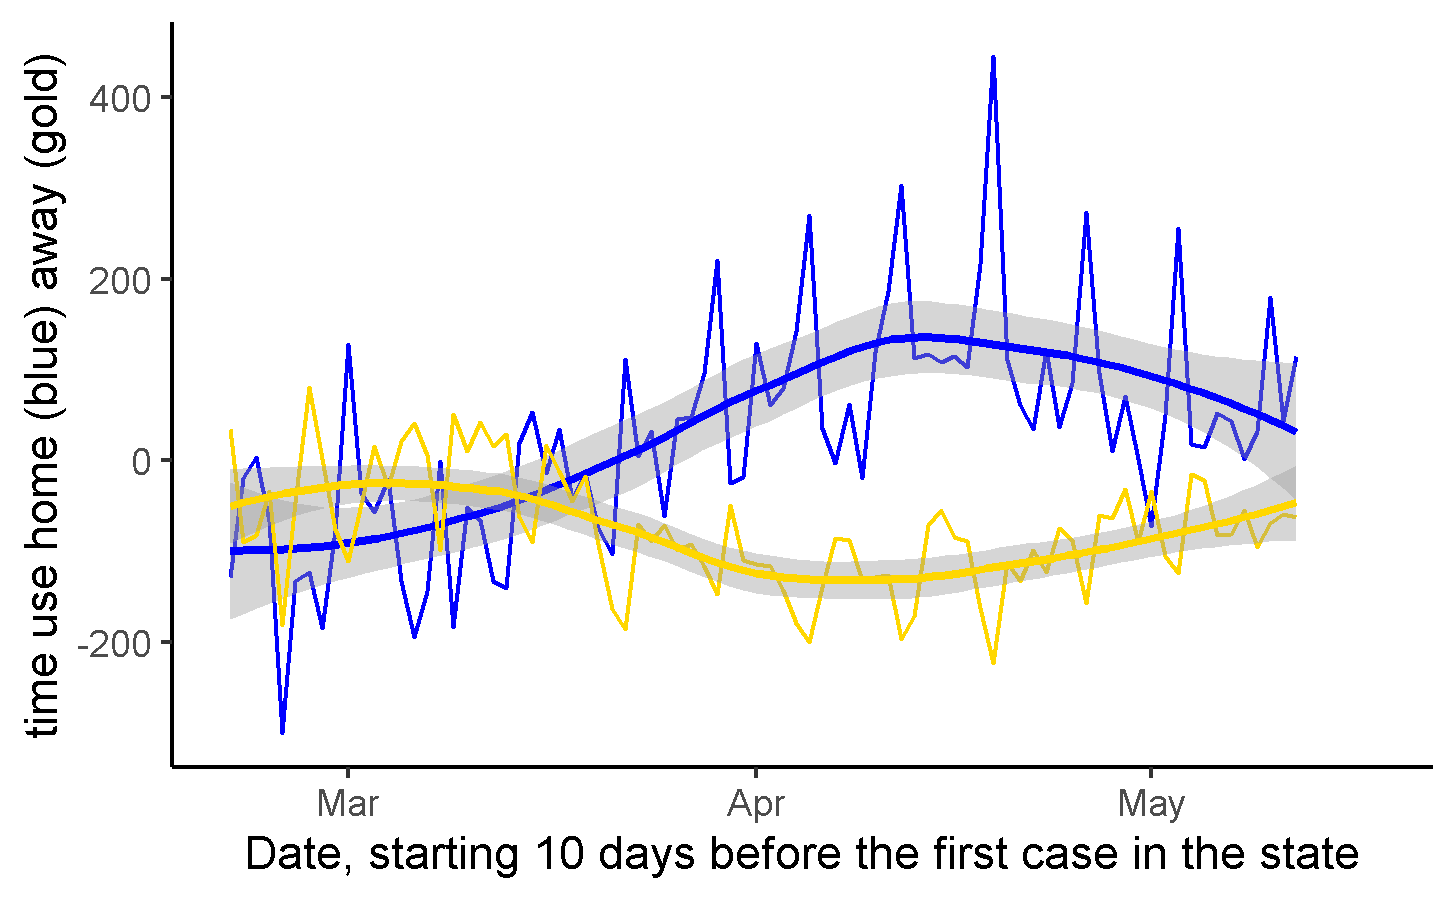 time use home (blue) away (gold)
400
200
0
-200
Mar
Apr
May
Date, starting 10 days before the first case in the state